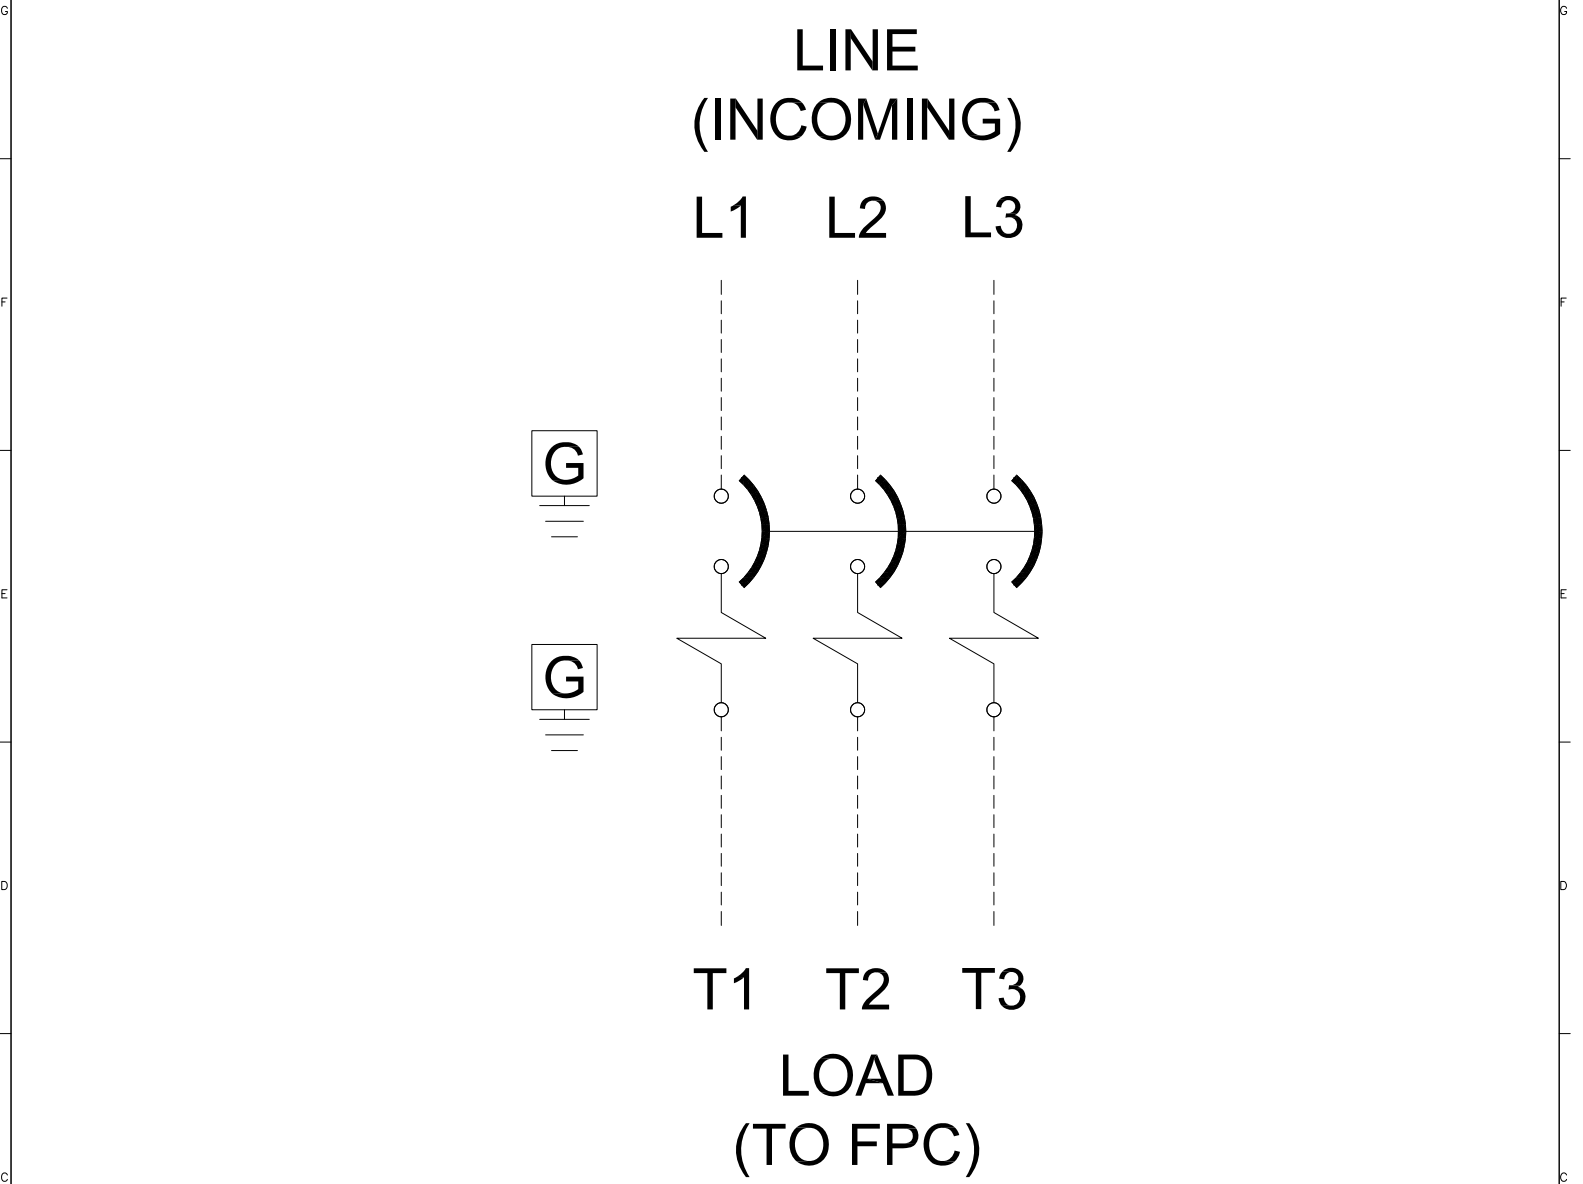 G G
LINE
(INCOMING)
L1 L2 L3
F F
G
E E
G
D D
T1 T2 T3
LOAD
(TO FPC)
C C